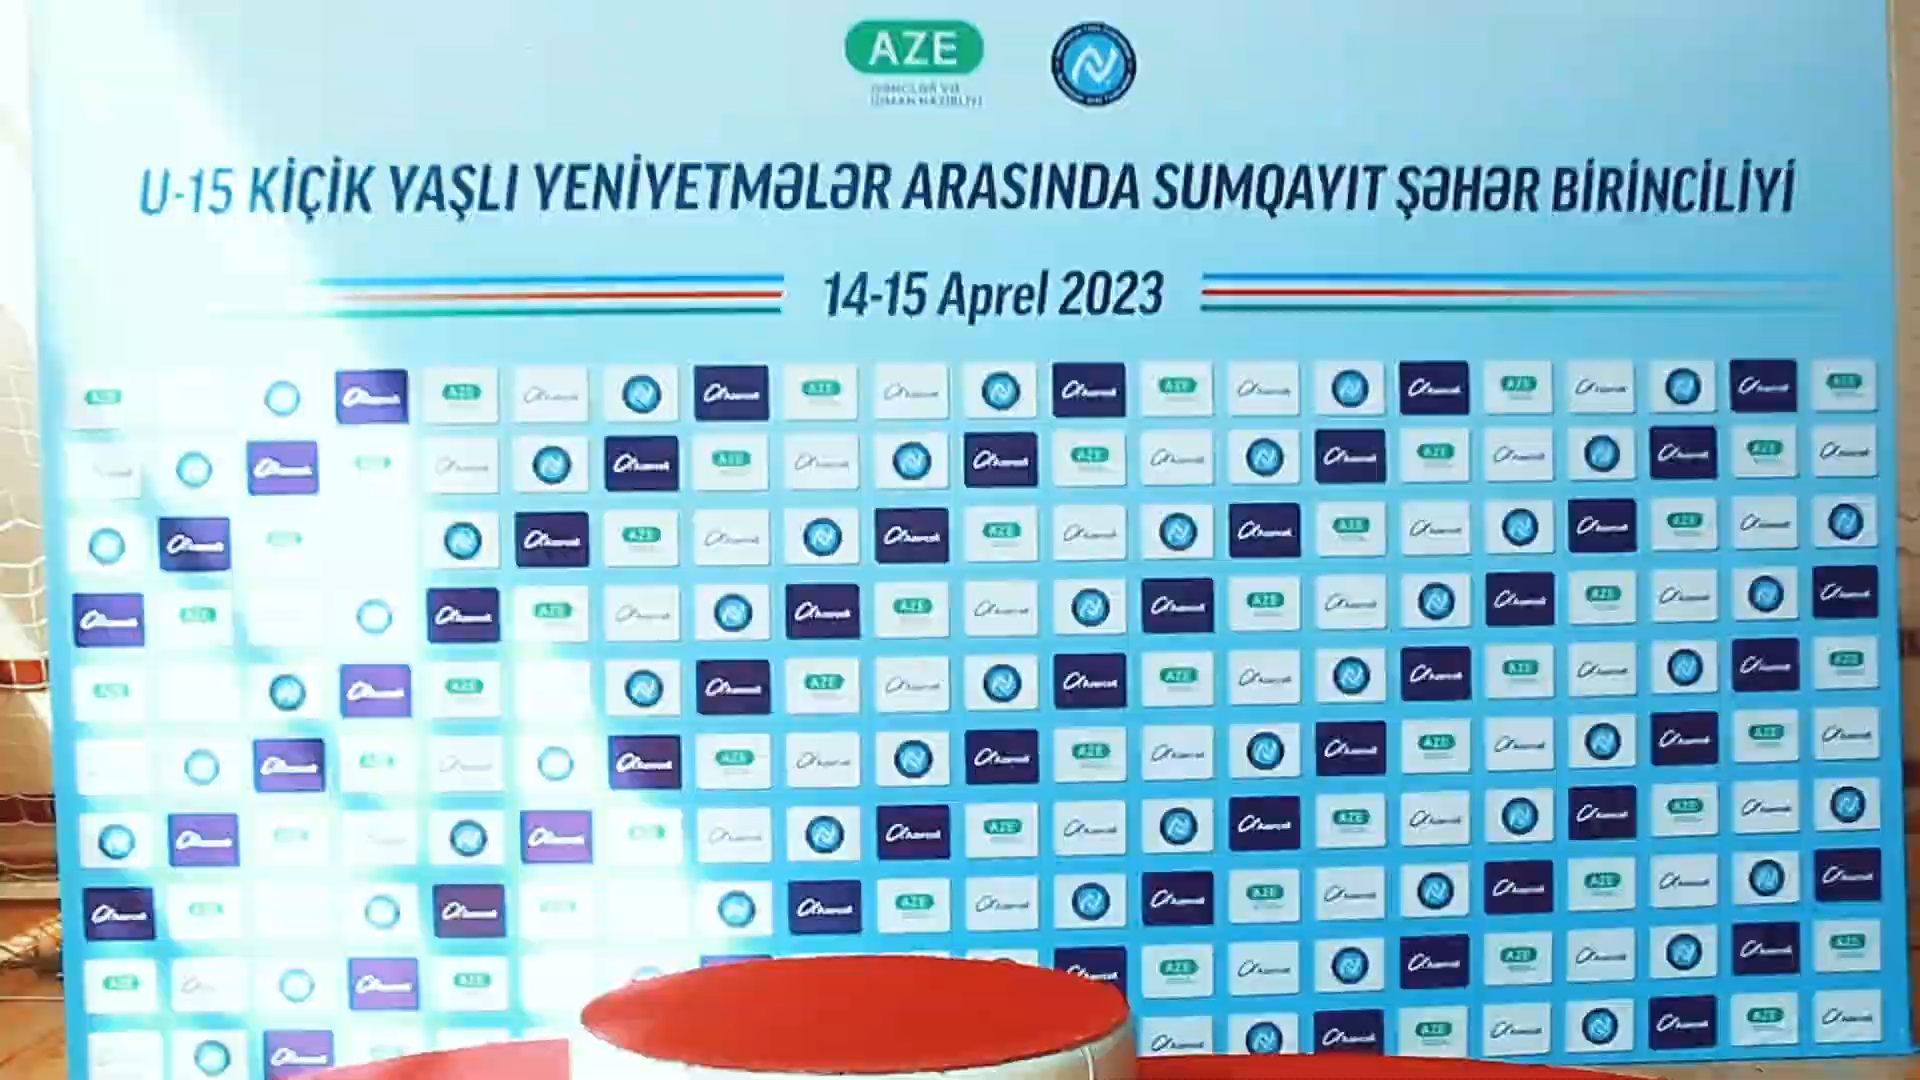 AZE
GƏNCLƏR VƏ
İDMAN NAZİRLİYİ
U-15 KİÇİK YAŞLI YENİYETMƏLƏR ARASINDA SUMQAYIT ŞƏHƏR BİRİNCİLİYİ
14-15 Aprel 2023